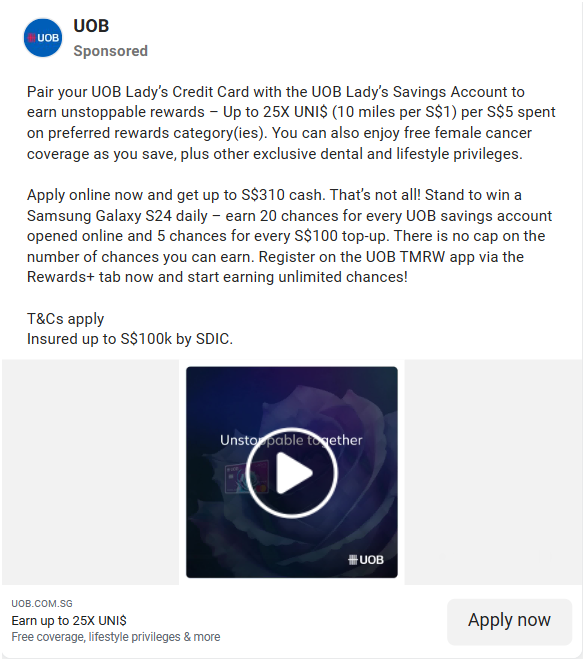 UOB
UOB
Sponsored
Pair your UOB Lady's Credit Card with the UOB Lady's Savings Account to
earn unstoppable rewards – Up to 25X UNI$ (10 miles per S$1) per S$5 spent
on preferred rewards category(ies). You can also enjoy free female cancer
coverage as you save, plus other exclusive dental and lifestyle privileges.
Apply online now and get up to S$310 cash. That's not all! Stand to win a
Samsung Galaxy S24 daily – earn 20 chances for every UOB savings account
opened online and 5 chances for every S$100 top-up. There is no cap on the
number of chances you can earn. Register on the UOB TMRW app via the
Rewards+ tab now and start earning unlimited chances!
T&Cs apply
Insured up to S$100k by SDIC.
Unstoppable together
UOB
UOB.COM.SG
Earn up to 25X UNI$
Free coverage, lifestyle privileges & more
Apply now